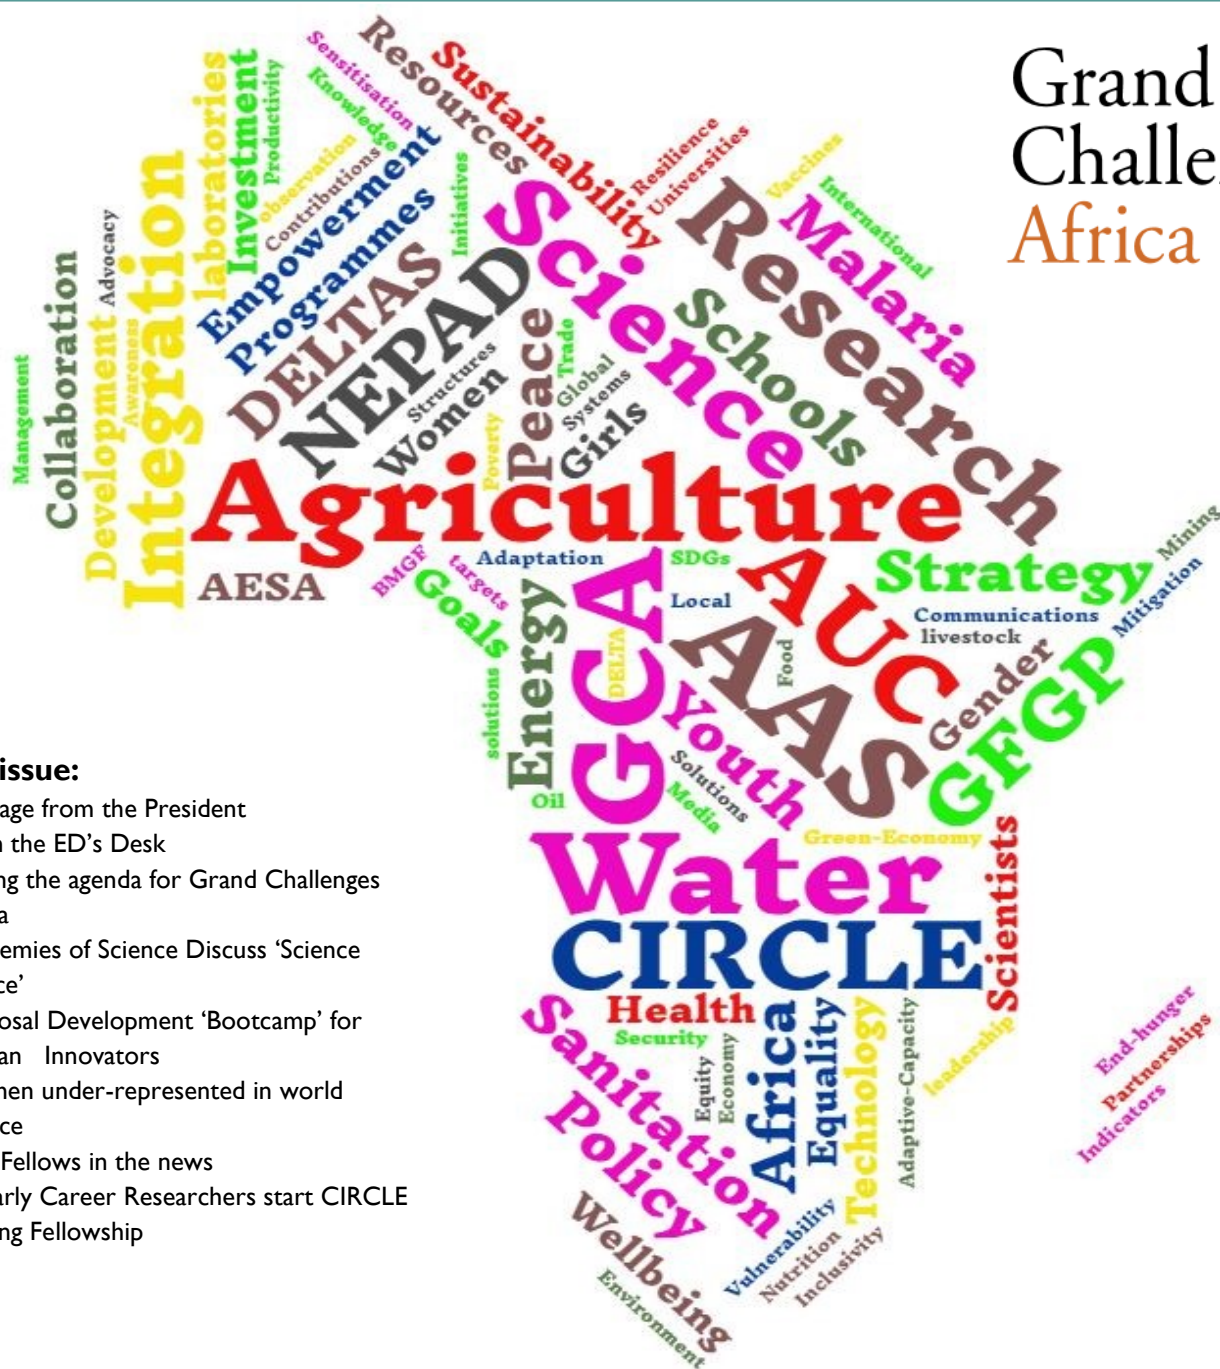 Grand
Challe
Africa
Resources
Sustainability
Sensitisation
Knowledge
laboratories
Investment
Productivity
observation
Contributions
Empowerment
Programmes
Initiatives
Resilience
Universities
Vaccines
International
Malaria
Research
Science
Schools
DELTAS
NEPAD
Structures
Women
Peace
Trade
Global
Systems
Girls
Poverty
Management
Collaboration
Advocacy
Development
Awareness
Integration
Agriculture
AESA
BMGF
targets
Goals
Adaptation
SDGs
Local
Energy
solutions
Oil
GCA
DELTA
AUC
AAS
Food
Youth
Solutions
Media
Strategy
Communications
livestock
Mining
Mitigation
Gender
GFGP
Green-Economy
Water
CIRCLE
Scientists
Health
Security
Sanitation
Policy
Equity
Economy
Africa
Equality
Technology
Adaptive-Capacity
leadership
End-hunger
Partnerships
Indicators
Vulnerability
Nutrition
Inclusivity
Wellbeing
Environment
issue:
age from the President
n the ED’s Desk
ng the agenda for Grand Challenges
a
emies of Science Discuss ‘Science
ce’
osal Development ‘Bootcamp’ for
an Innovators
nen under-represented in world
ce
Fellows in the news
arly Career Researchers start CIRCLE
ng Fellowship